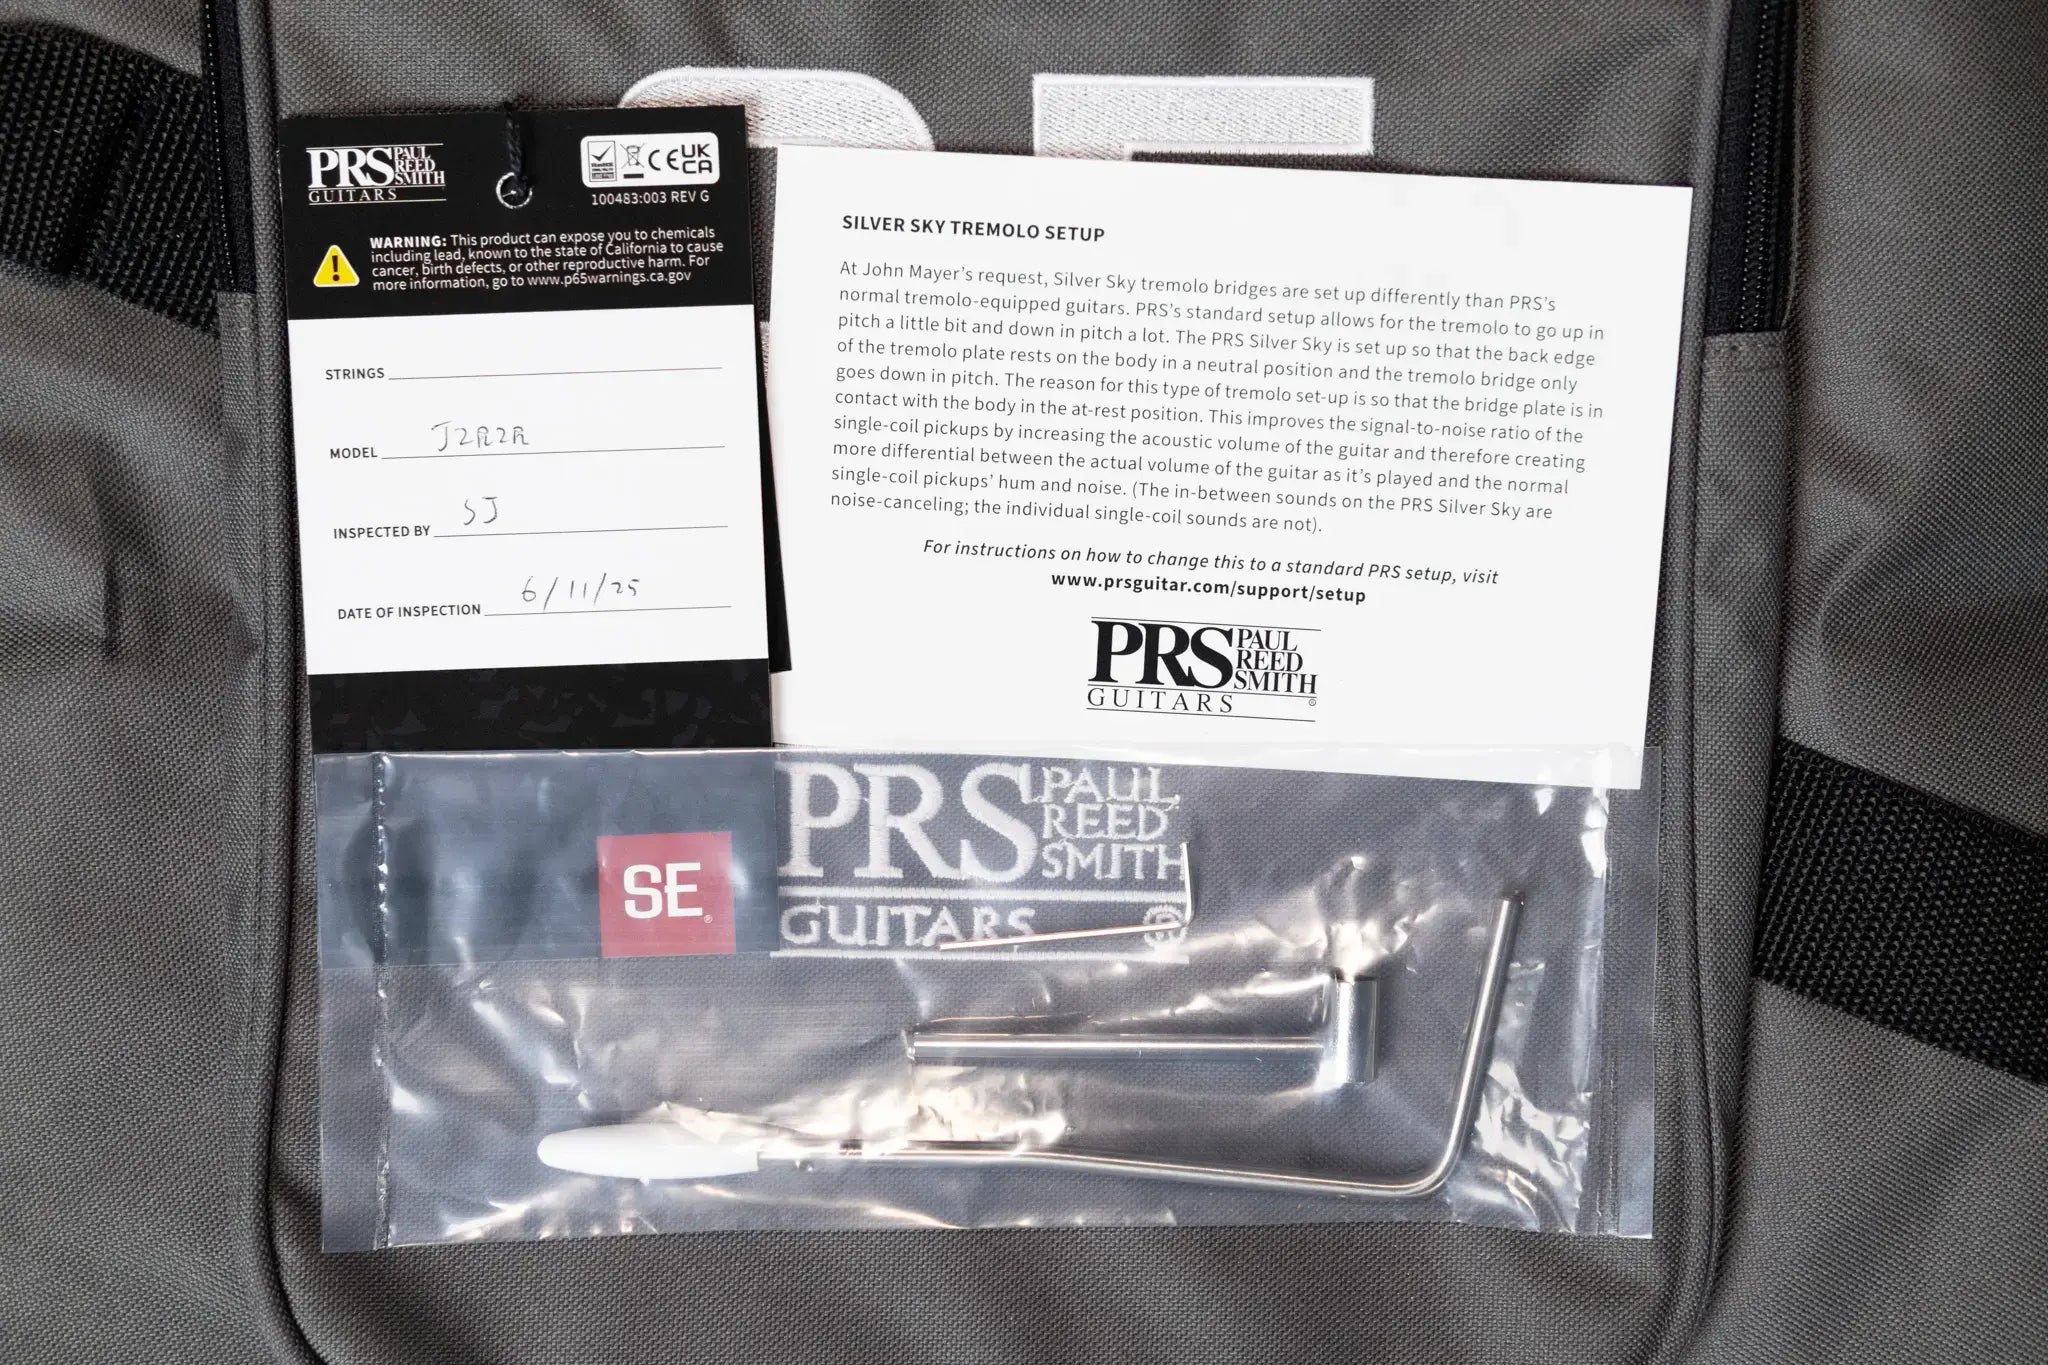 SE
PRS PAUL
REED
SMITH
GUITARS
UK
CE CA
100483:003 REV G
WARNING: This product can expose you to chemicals
including lead, known to the state of California to cause
cancer, birth defects, or other reproductive harm. For
more information, go to www.p65warnings.ca.gov
STRINGS
MODEL J2R2R
INSPECTED BY SJ
DATE OF INSPECTION 6/11/25
SILVER SKY TREMOLO SETUP
At John Mayer's request, Silver Sky tremolo bridges are set up differently than PRS's
normal tremolo-equipped guitars. PRS's standard setup allows for the tremolo to go up in
pitch a little bit and down in pitch a lot. The PRS Silver Sky is set up so that the back edge
of the tremolo plate rests on the body in a neutral position and the tremolo bridge only
goes down in pitch. The reason for this type of tremolo set-up is so that the bridge plate is in
contact with the body in the at-rest position. This improves the signal-to-noise ratio of the
single-coil pickups by increasing the acoustic volume of the guitar and therefore creating
more differential between the actual volume of the guitar as it's played and the normal
single-coil pickups' hum and noise. (The in-between sounds on the PRS Silver Sky are
noise-canceling; the individual single-coil sounds are not).
For instructions on how to change this to a standard PRS setup, visit
www.prsguitar.com/support/setup
PRS PAUL
REED
SMITH
GUITARS ®
SE®
PRS PAUL
REED
SMITH
GUITARS ®